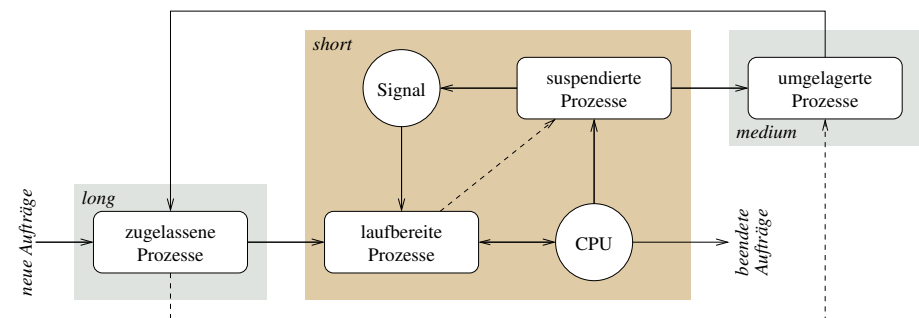 short
Signal
suspendierte
Prozesse
umgelagerte
Prozesse
medium
neue Aufträge
long
zugelassene
Prozesse
laufbereite
Prozesse
CPU
beendete
Aufträge